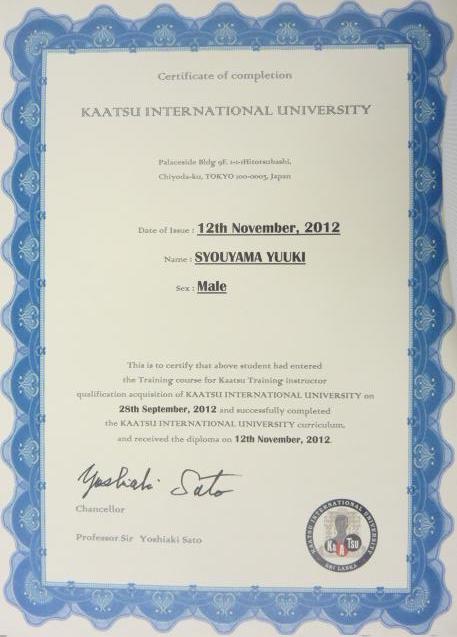 Certificate of completion
KAATSU INTERNATIONAL UNIVERSITY
Palaceside Bldg 9F. 1-1-1Hitotsubashi,
Chiyoda-ku, TOKYO 100-0003, Japan
Date of Issue : 12th November, 2012
Name : SYOUYAMA YUUKI
Sex : Male
This is to certify that above student had entered
the Training course for Kaatsu Training instructor
qualification acquisition of KAATSU INTERNATIONAL UNIVERSITY on
28th September, 2012 and successfully completed
the KAATSU INTERNATIONAL UNIVERSITY curriculum,
and received the diploma on 12th November, 2012.
Yoshiaki Sato
Chancellor
Professor Sir Yoshiaki Sato
KAATSU INTERNATIONAL UNIVERSITY
KAATSU
SRI LANKA